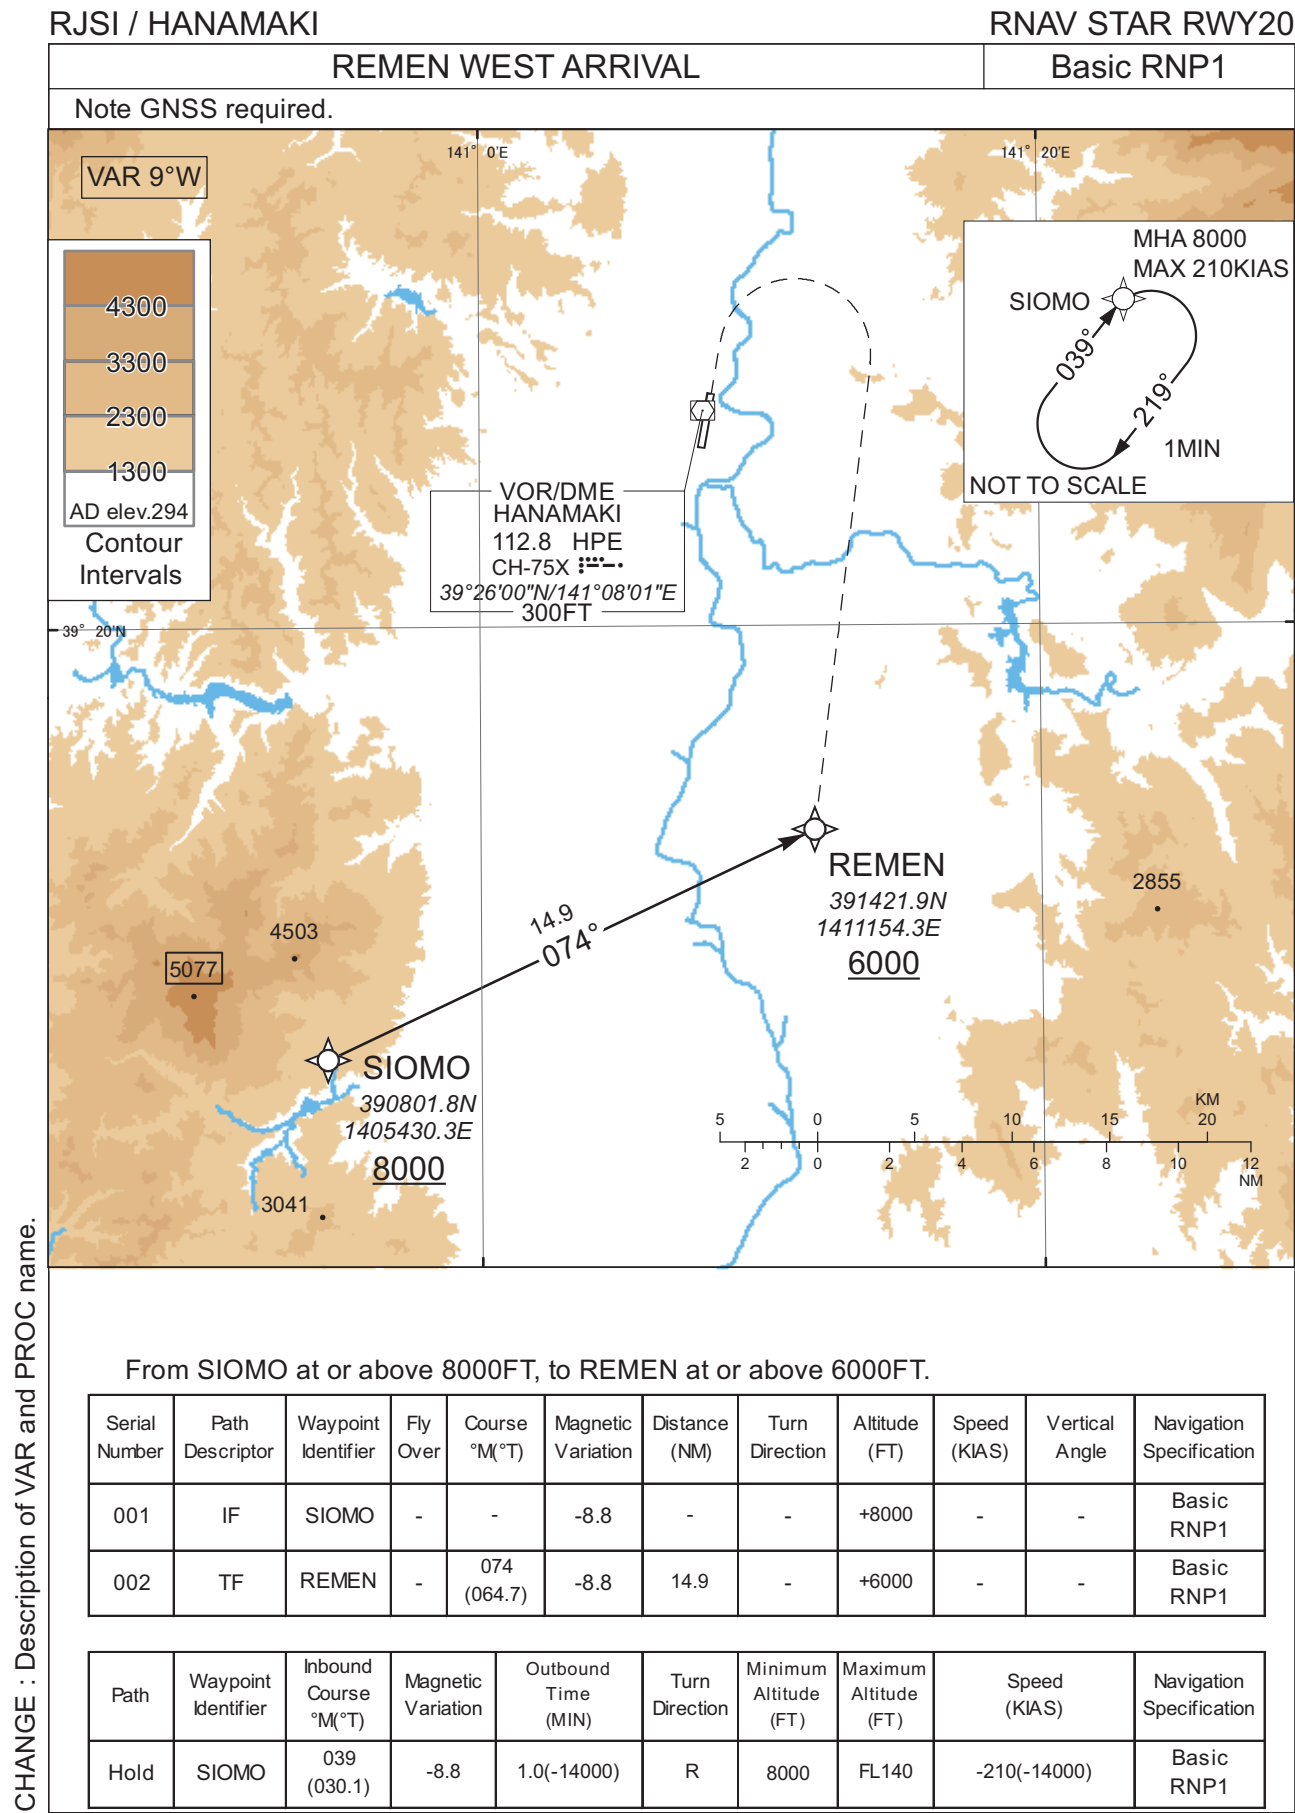 RJSI / HANAMAKI
RNAV STAR RWY20
REMEN WEST ARRIVAL
Basic RNP1
Note GNSS required.
VAR 9°W
141° 0'E
141° 20'E
4300
3300
2300
1300
AD elev.294
Contour
Intervals
MHA 8000
MAX 210KIAS
SIOMO
039°
219°
1MIN
NOT TO SCALE
VOR/DME
HANAMAKI
112.8 HPE
CH-75X
39°26'00"N/141°08'01"E
300FT
39° 20'N
REMEN
391421.9N
1411154.3E
6000
2855
14.9
074°
4503
5077
SIOMO
390801.8N
1405430.3E
8000
3041
KM
5 0 5 10 15 20
2 0 2 4 6 8 10 12
NM
CHANGE : Description of VAR and PROC name.
From SIOMO at or above 8000FT, to REMEN at or above 6000FT.
Serial Number Path Descriptor Waypoint Identifier Fly Over Course °M(°T) Magnetic Variation Distance (NM) Turn Direction Altitude (FT) Speed (KIAS) Vertical Angle Navigation Specification
001 IF SIOMO - - -8.8 - - +8000 - - Basic RNP1
002 TF REMEN - 074 (064.7) -8.8 14.9 - +6000 - - Basic RNP1
Path Waypoint Identifier Inbound Course °M(°T) Magnetic Variation Outbound Time (MIN) Turn Direction Minimum Altitude (FT) Maximum Altitude (FT) Speed (KIAS) Navigation Specification
Hold SIOMO 039 (030.1) -8.8 1.0(-14000) R 8000 FL140 -210(-14000) Basic RNP1